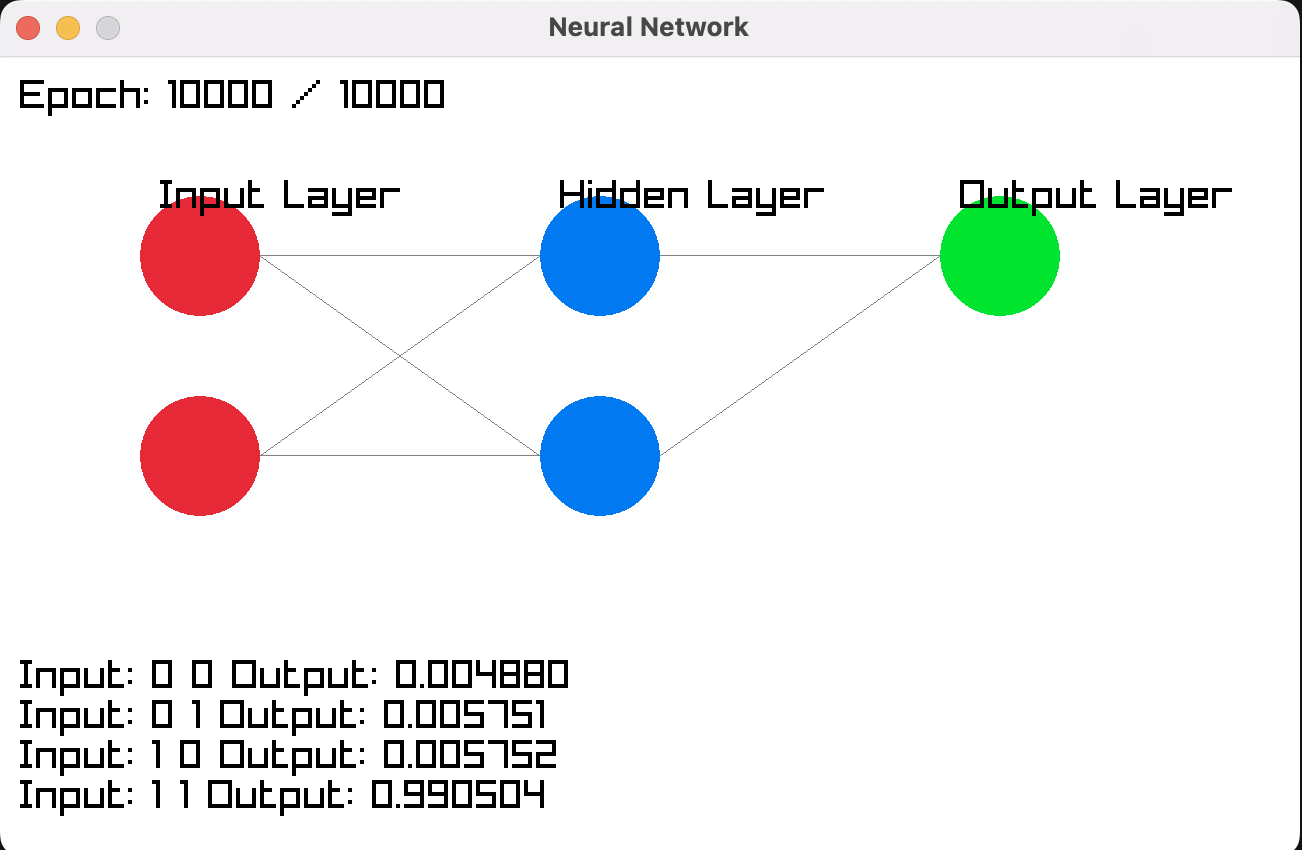 Neural Network
Epoch: 10000 / 10000
Input Layer
Hidden Layer
Output Layer
Input: 0 0 Output: 0.004880
Input: 0 1 Output: 0.005751
Input: 1 0 Output: 0.005752
Input: 1 1 Output: 0.990504